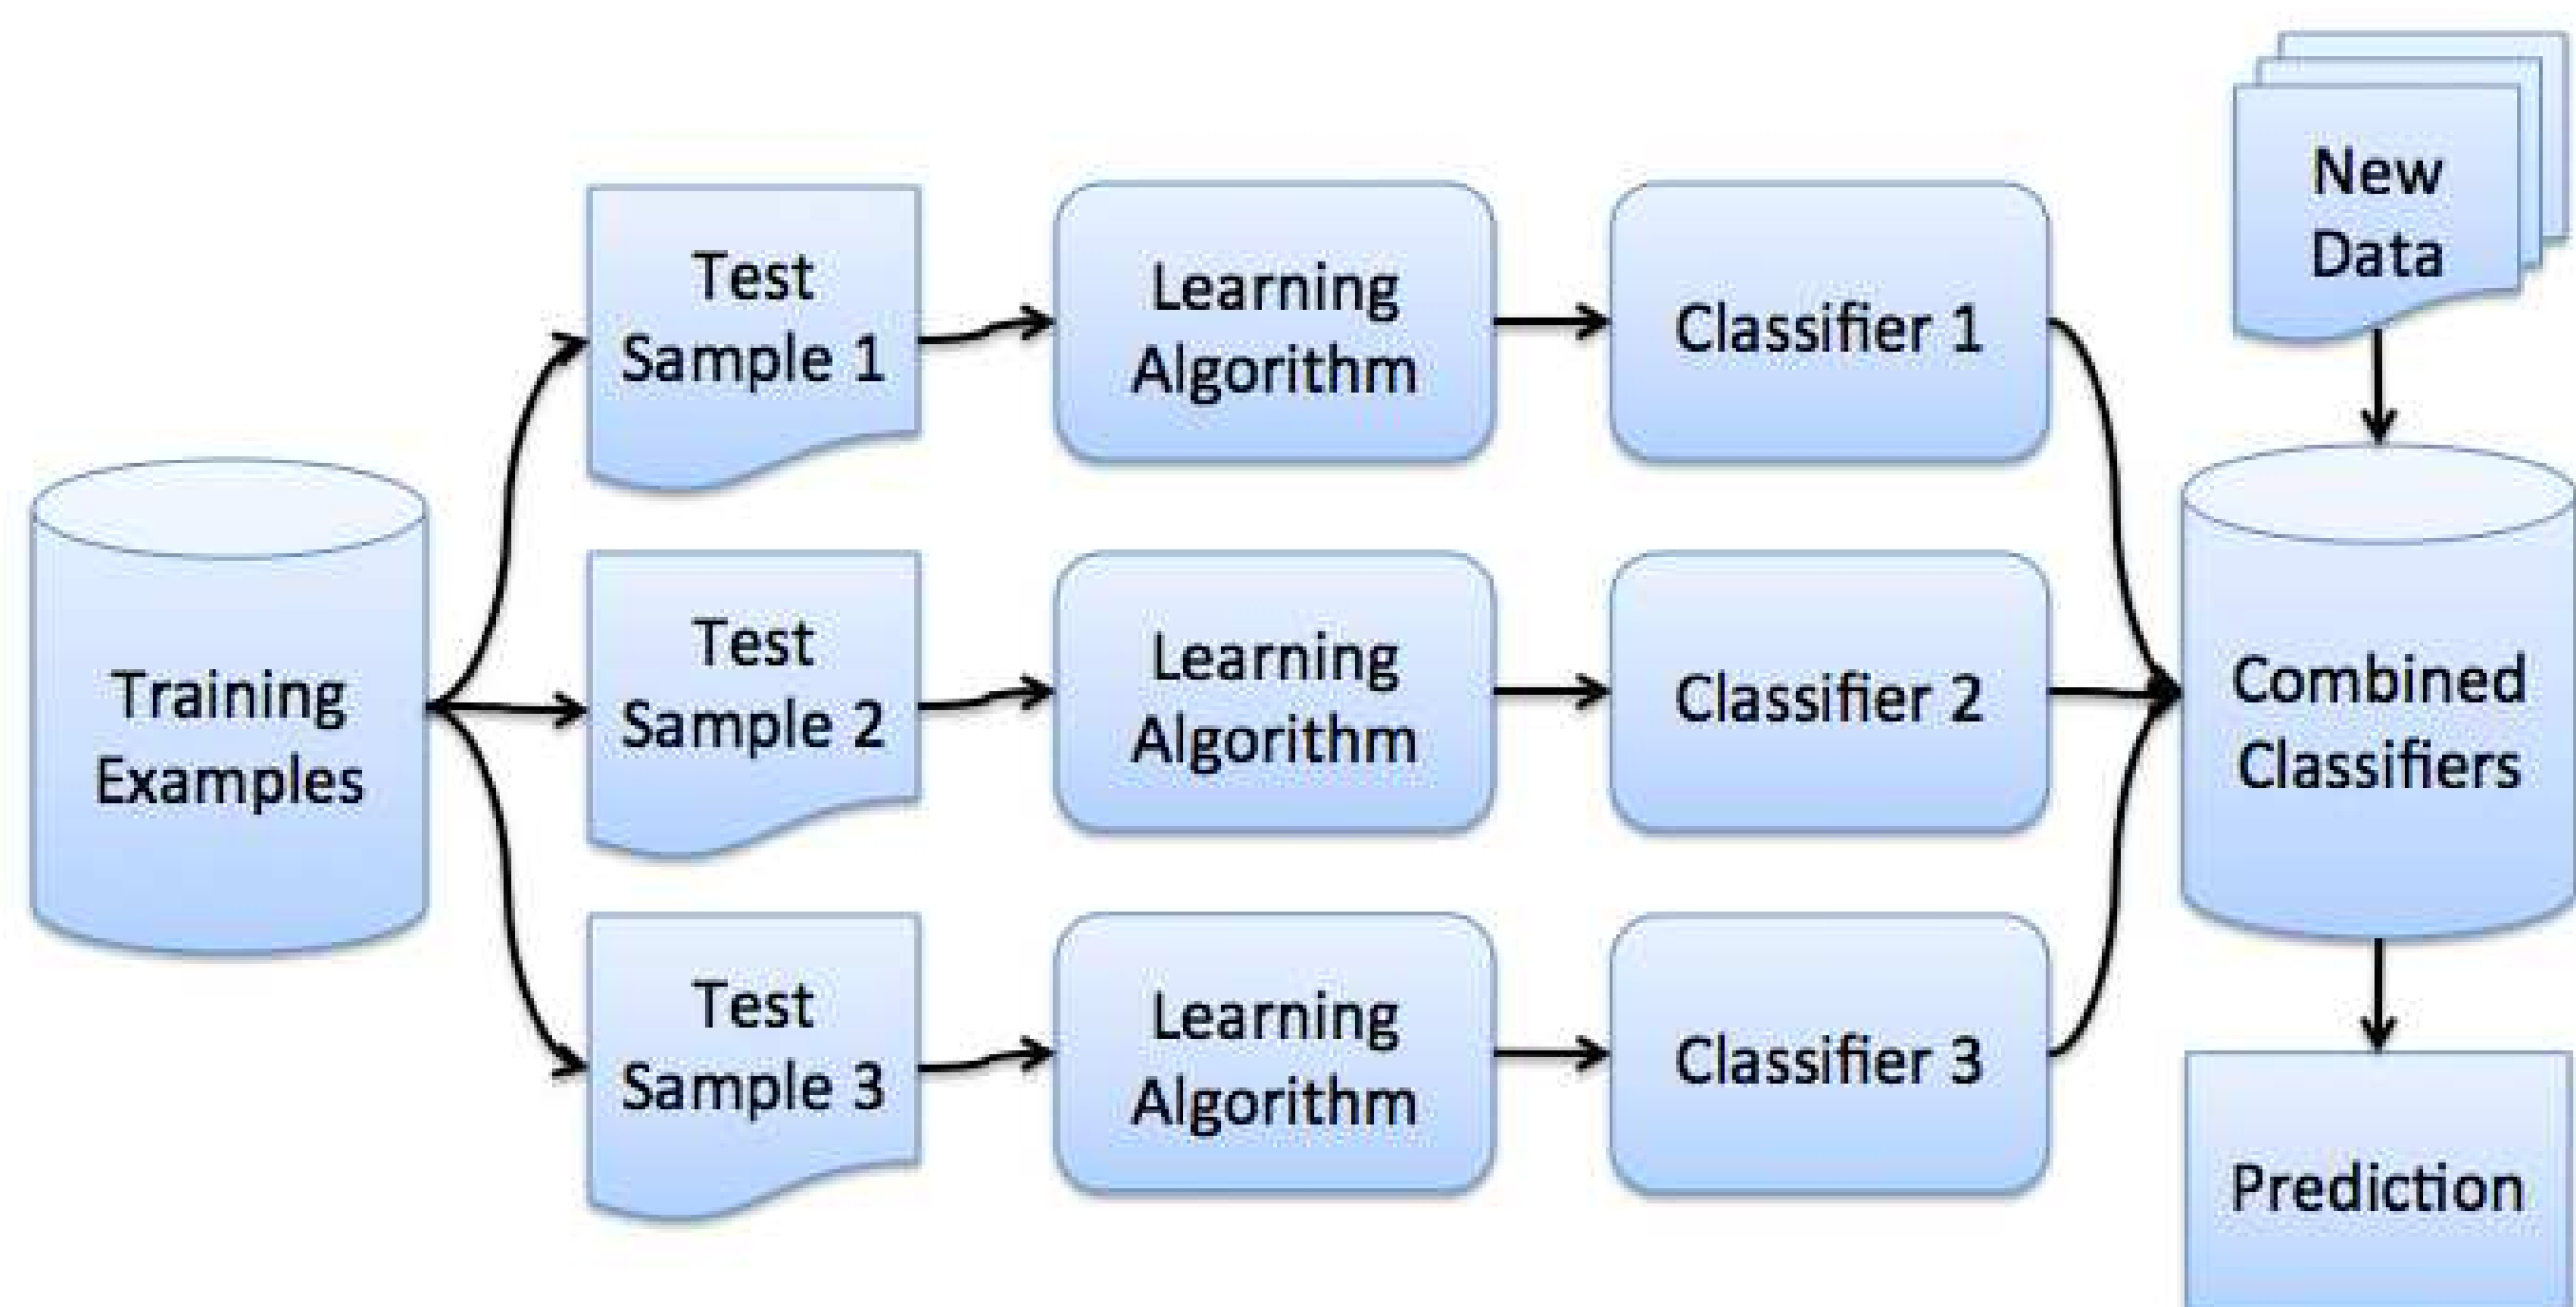 Training
Examples
Test
Sample 1
Learning
Algorithm
Classifier 1
Test
Sample 2
Learning
Algorithm
Classifier 2
Test
Sample 3
Learning
Algorithm
Classifier 3
New
Data
Combined
Classifiers
Prediction